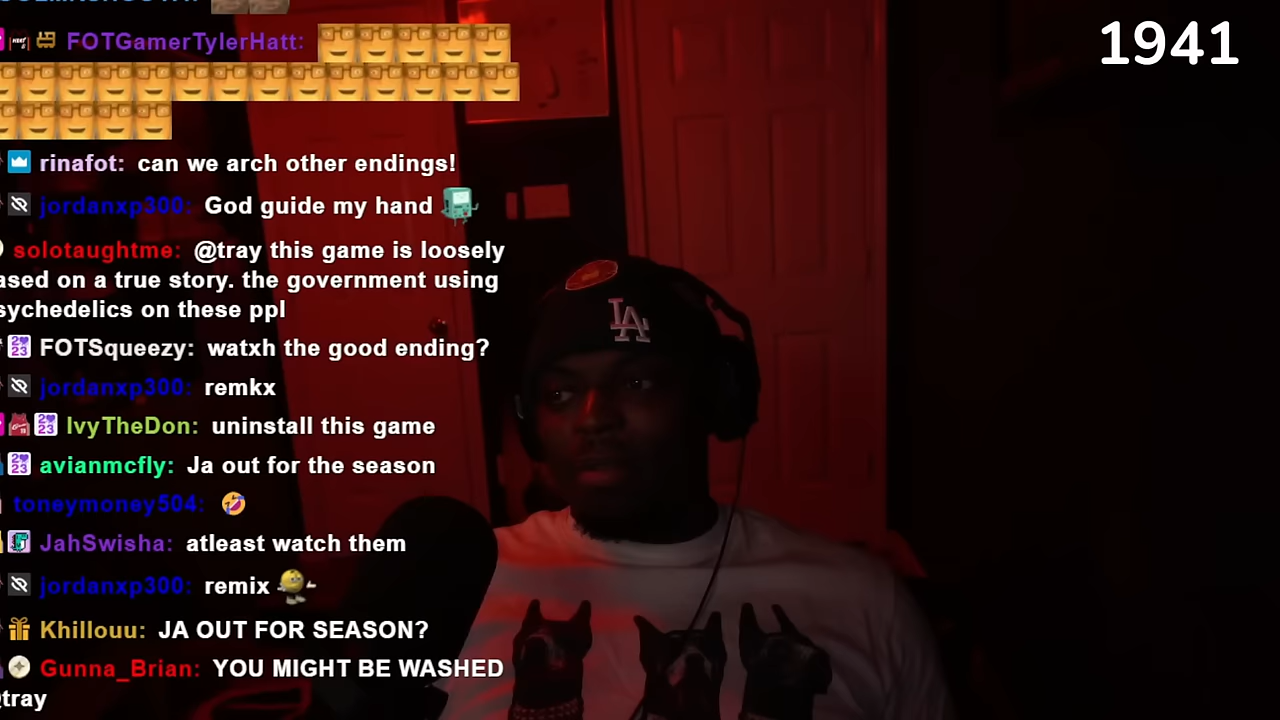 1941
FOTGamerTylerHatt:
rinafot: can we arch other endings!
jordanxp300: God guide my hand
solotaughtme: @tray this game is loosely
ased on a true story. the government using
sychedelics on these ppl
FOTSqueezy: watxh the good ending?
jordanxp300: remkx
IvyTheDon: uninstall this game
avianmcfly: Ja out for the season
toneymoney504:
JahSwisha: atleast watch them
jordanxp300: remix
Khillouu: JA OUT FOR SEASON?
Gunna_Brian: YOU MIGHT BE WASHED
tray
LA